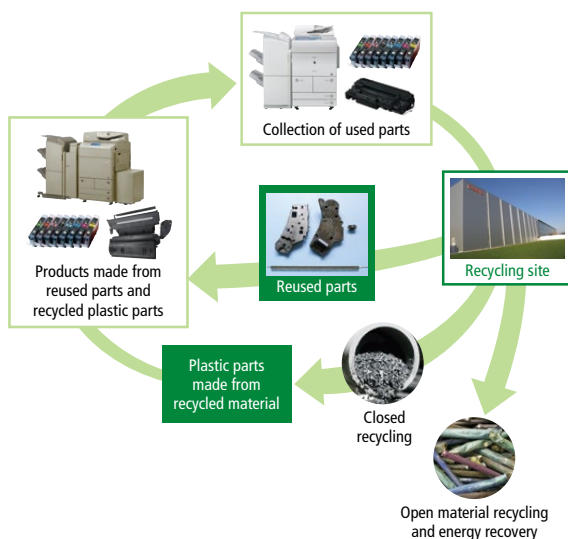 Collection of used parts
Recycling site
Reused parts
Products made from
reused parts and
recycled plastic parts
Plastic parts
made from
recycled material
Closed
recycling
Open material recycling
and energy recovery